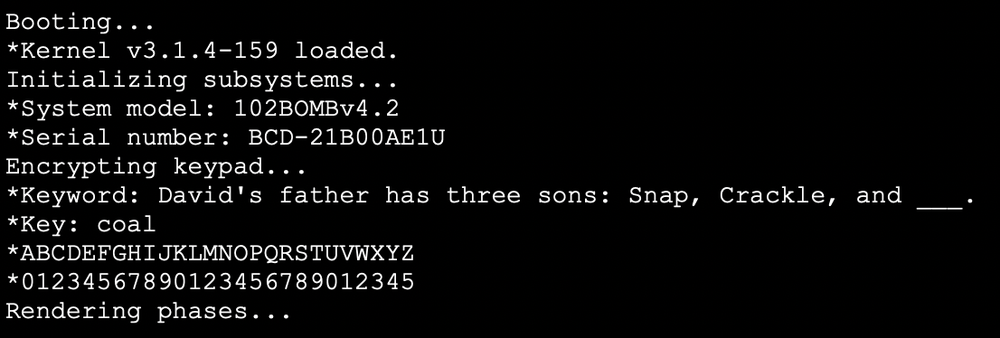 Booting...
*Kernel v3.1.4-159 loaded.
Initializing subsystems...
*System model: 102BOMBv4.2
*Serial number: BCD-21B00AE1U
Encrypting keypad...
*Keyword: David's father has three sons: Snap, Crackle, and ___.
*Key: coal
*ABCDEFGHIJKLMNOPQRSTUVWXYZ
*01234567890123456789012345
Rendering phases...